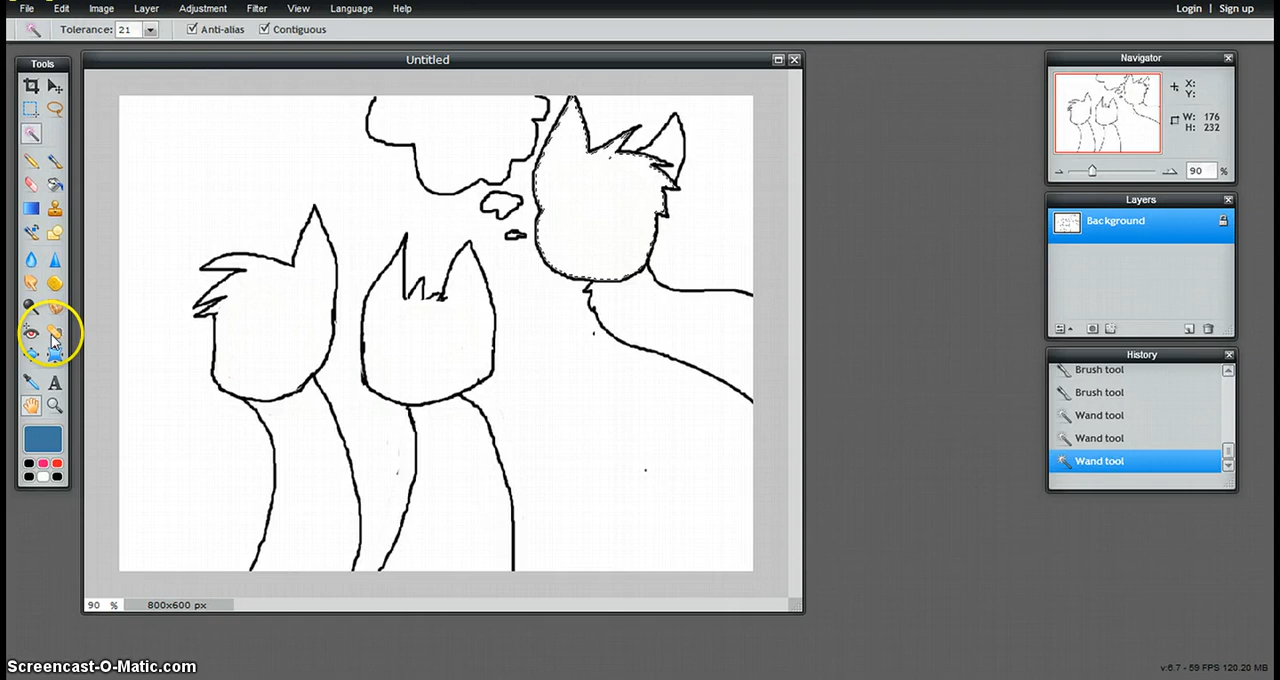 File Edit Image Layer Adjustment Filter View Language Help Login | Sign up
Tolerance: 21 Anti-alias Contiguous
Tools
Untitled
Navigator
X:
Y:
W: 176
H: 232
90 %
Layers
Background
History
Brush tool
Brush tool
Wand tool
Wand tool
Wand tool
A
90 % 800x600 px
Screencast-O-Matic.com
v:6.7 - 59 FPS 120.20 MB